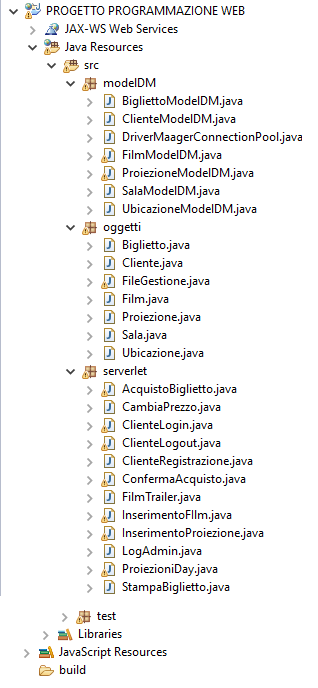 PROGETTO PROGRAMMAZIONE WEB
JAX-WS Web Services
Java Resources
src
modelDM
BigliettoModelDM.java
ClienteModelDM.java
DriverMaagerConnectionPool.java
FilmModelDM.java
ProiezioneModelDM.java
SalaModelDM.java
UbicazioneModelDM.java
oggetti
Biglietto.java
Cliente.java
FileGestione.java
Film.java
Proiezione.java
Sala.java
Ubicazione.java
serverlet
AcquistoBiglietto.java
CambiaPrezzo.java
ClienteLogin.java
ClienteLogout.java
ClienteRegistrazione.java
ConfermaAcquisto.java
FilmTrailer.java
InserimentoFIlm.java
InserimentoProiezione.java
LogAdmin.java
ProiezioniDay.java
StampaBiglietto.java
test
Libraries
JavaScript Resources
build